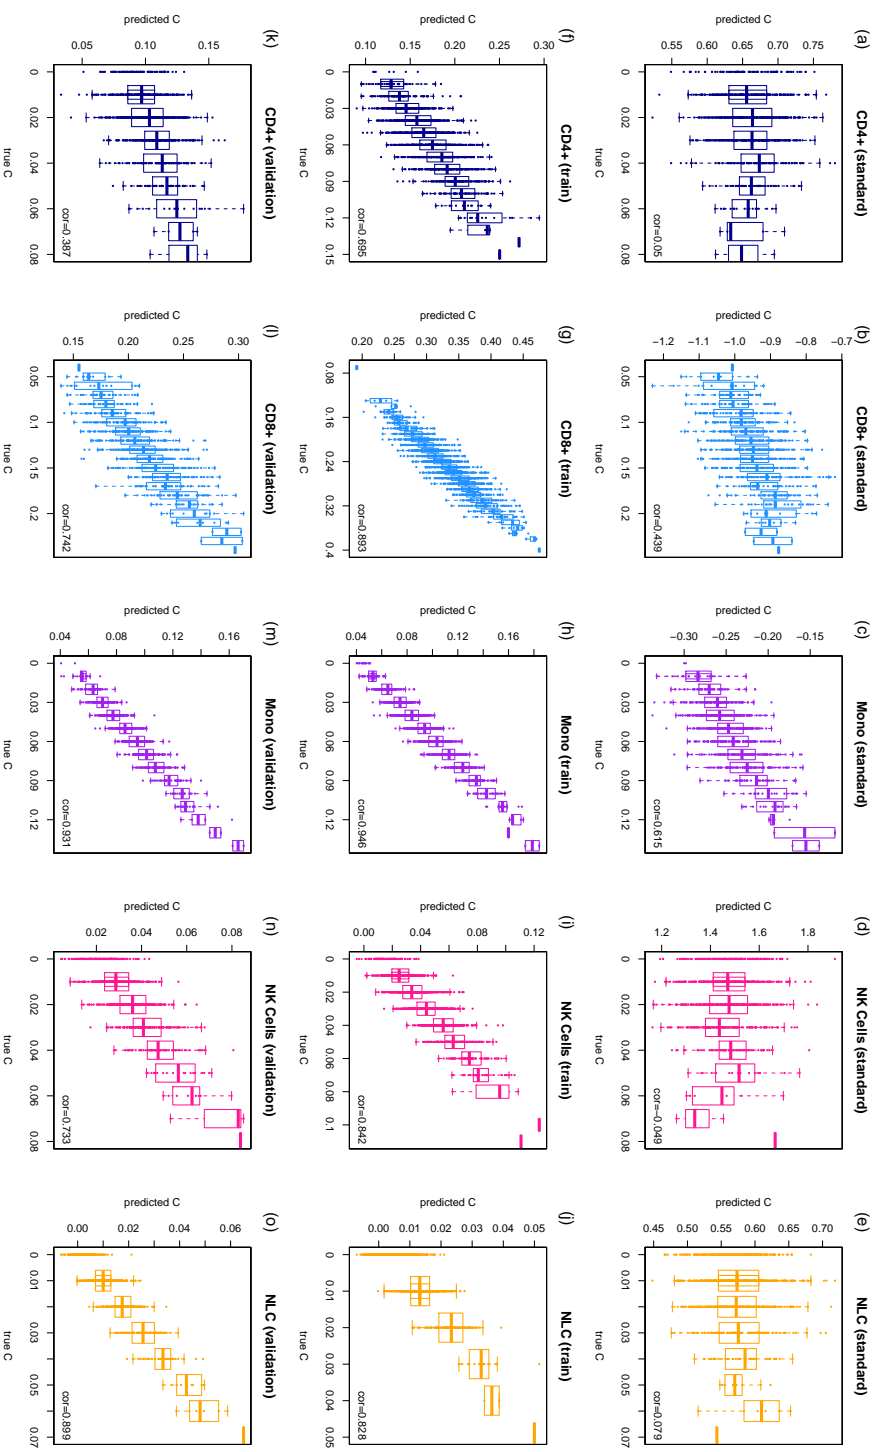 (a)
CD4+ (standard)
predicted C
0.55 0.60 0.65 0.70 0.75
cor=0.05
0 0.02 0.04 0.06 0.08
true C
(b)
CD8+ (standard)
predicted C
−1.2 −1.1 −1.0 −0.9 −0.8 −0.7
cor=0.439
0.05 0.1 0.15 0.2
true C
(c)
Mono (standard)
predicted C
−0.30 −0.25 −0.20 −0.15
cor=0.615
0 0.03 0.06 0.09 0.12
true C
(d)
NK Cells (standard)
predicted C
1.2 1.4 1.6 1.8
cor=−0.049
0 0.02 0.04 0.06 0.08
true C
(e)
NLC (standard)
predicted C
0.45 0.50 0.55 0.60 0.65 0.70
cor=0.079
0 0.01 0.03 0.05 0.07
true C
(f)
CD4+ (train)
predicted C
0.10 0.15 0.20 0.25 0.30
cor=0.695
0 0.03 0.06 0.09 0.12 0.15
true C
(g)
CD8+ (train)
predicted C
0.20 0.25 0.30 0.35 0.40 0.45
cor=0.893
0.08 0.16 0.24 0.32 0.4
true C
(h)
Mono (train)
predicted C
0.04 0.08 0.12 0.16
cor=0.946
0 0.03 0.06 0.09 0.12
true C
(i)
NK Cells (train)
predicted C
0.00 0.04 0.08 0.12
cor=0.842
0 0.02 0.04 0.06 0.08 0.1
true C
(j)
NLC (train)
predicted C
0.00 0.01 0.02 0.03 0.04 0.05
cor=0.828
0 0.01 0.02 0.03 0.04 0.05
true C
(k)
CD4+ (validation)
predicted C
0.05 0.10 0.15
cor=0.387
0 0.02 0.04 0.06 0.08
true C
(l)
CD8+ (validation)
predicted C
0.15 0.20 0.25 0.30
cor=0.742
0.05 0.1 0.15 0.2
true C
(m)
Mono (validation)
predicted C
0.04 0.08 0.12 0.16
cor=0.931
0 0.03 0.06 0.09 0.12
true C
(n)
NK Cells (validation)
predicted C
0.02 0.04 0.06 0.08
cor=0.733
0 0.02 0.04 0.06 0.08
true C
(o)
NLC (validation)
predicted C
0.00 0.02 0.04 0.06
cor=0.899
0 0.01 0.03 0.05 0.07
true C